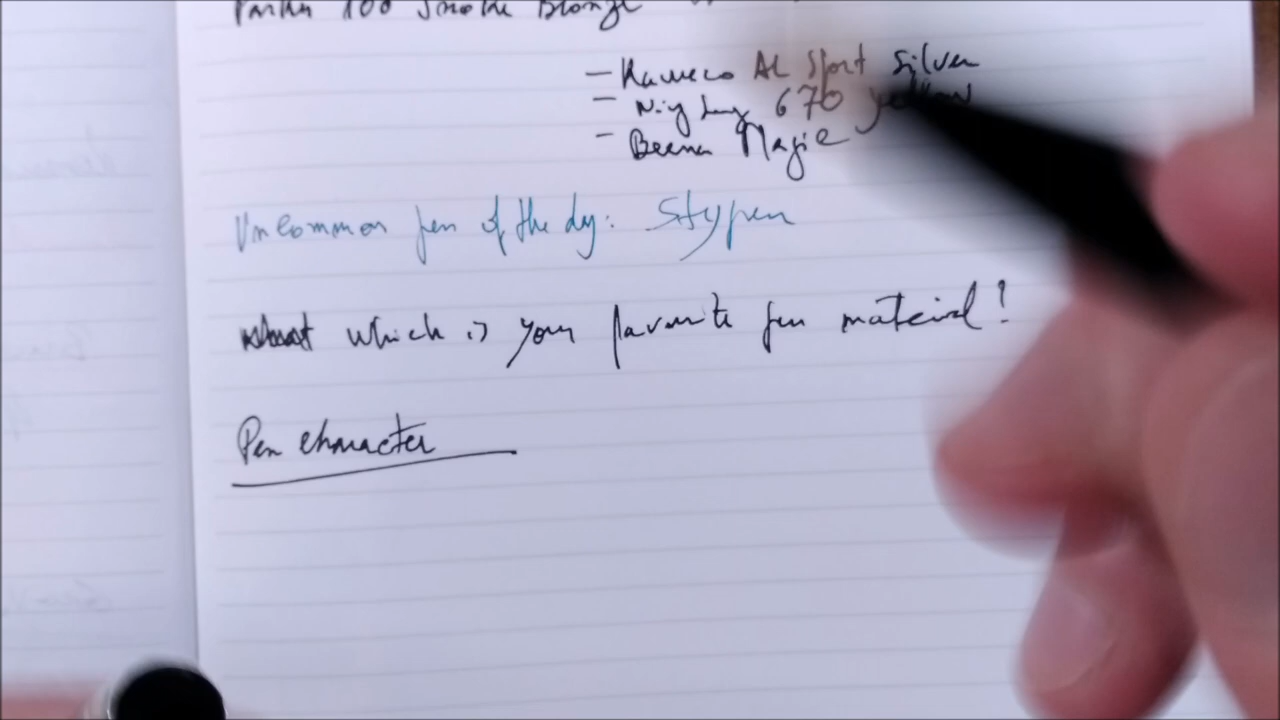 Parker 100 Smoke Bronze
– Kaweco AL Sport Silver
– Ning 670 yellow
– Beena Magic
Uncommon pen of the day: Stypen
which is your favourite pen material?
Pen character